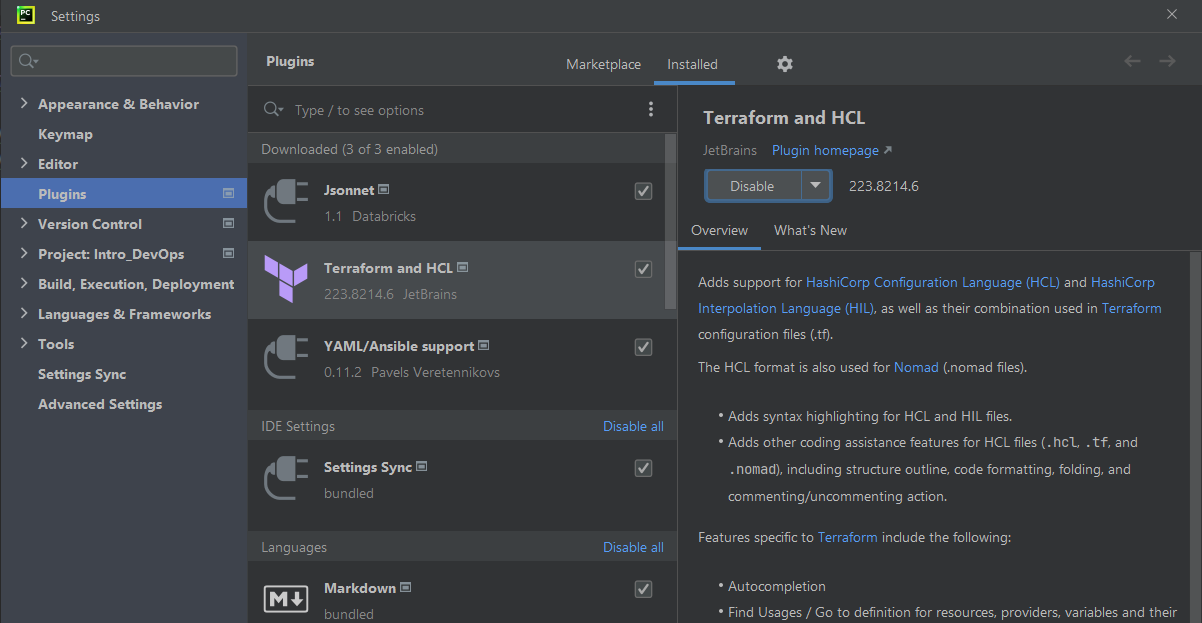 PC
Settings
Appearance & Behavior
Keymap
Editor
Plugins
Version Control
Project: Intro_DevOps
Build, Execution, Deployment
Languages & Frameworks
Tools
Settings Sync
Advanced Settings
Plugins
Marketplace
Installed
Type / to see options
Downloaded (3 of 3 enabled)
Jsonnet
1.1 Databricks
Terraform and HCL
223.8214.6 JetBrains
YAML/Ansible support
0.11.2 Pavels Veretennikovs
IDE Settings Disable all
Settings Sync
bundled
Languages Disable all
Markdown
bundled
Terraform and HCL
JetBrains Plugin homepage
Disable 223.8214.6
Overview What's New
Adds support for HashiCorp Configuration Language (HCL) and HashiCorp
Interpolation Language (HIL), as well as their combination used in Terraform
configuration files (.tf).
The HCL format is also used for Nomad (.nomad files).
• Adds syntax highlighting for HCL and HIL files.
• Adds other coding assistance features for HCL files (.hcl, .tf, and
.nomad), including structure outline, code formatting, folding, and
commenting/uncommenting action.
Features specific to Terraform include the following:
• Autocompletion
• Find Usages / Go to definition for resources, providers, variables and their